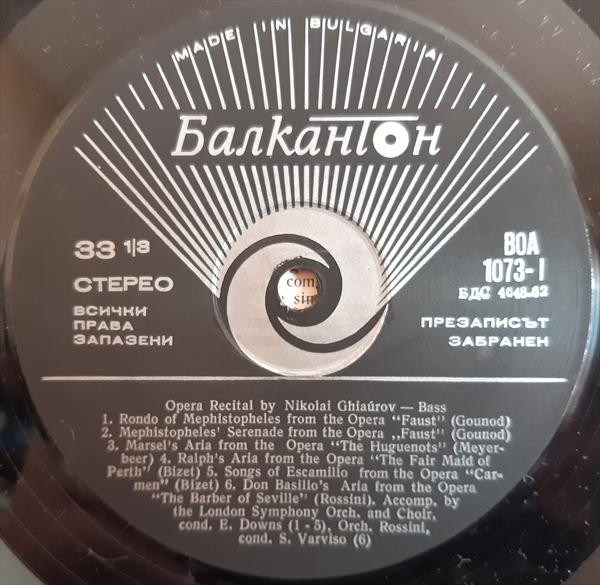 MADE IN BULGARIA
Балкантон
33 1/3
СТЕРЕО
ВСИЧКИ
ПРАВА
ЗАПАЗЕНИ
com.
sin
ВОА
1073-I
БДС 4648-62
ПРЕЗАПИСЪТ
ЗАБРАНЕН
Opera Recital by Nikolai Ghiaúrov — Bass
1. Rondo of Mephistopheles from the Opera “Faust” (Gounod)
2. Mephistopheles’ Serenade from the Opera „Faust” (Gounod)
3. Marsel’s Aria from the Opera “The Huguenots” (Meyer-
beer) 4. Ralph’s Aria from the Opera “The Fair Maid of
Perth” (Bizet) 5. Songs of Escamillo from the Opera “Car-
men” (Bizet) 6. Don Basillo’s Aria from the Opera
“The Barber of Seville’’ (Rossini). Accomp. by
the London Symphony Orch. and Choir,
cond. E. Downs (1 - 5), Orch. Rossini,
cond. S. Varviso (6)